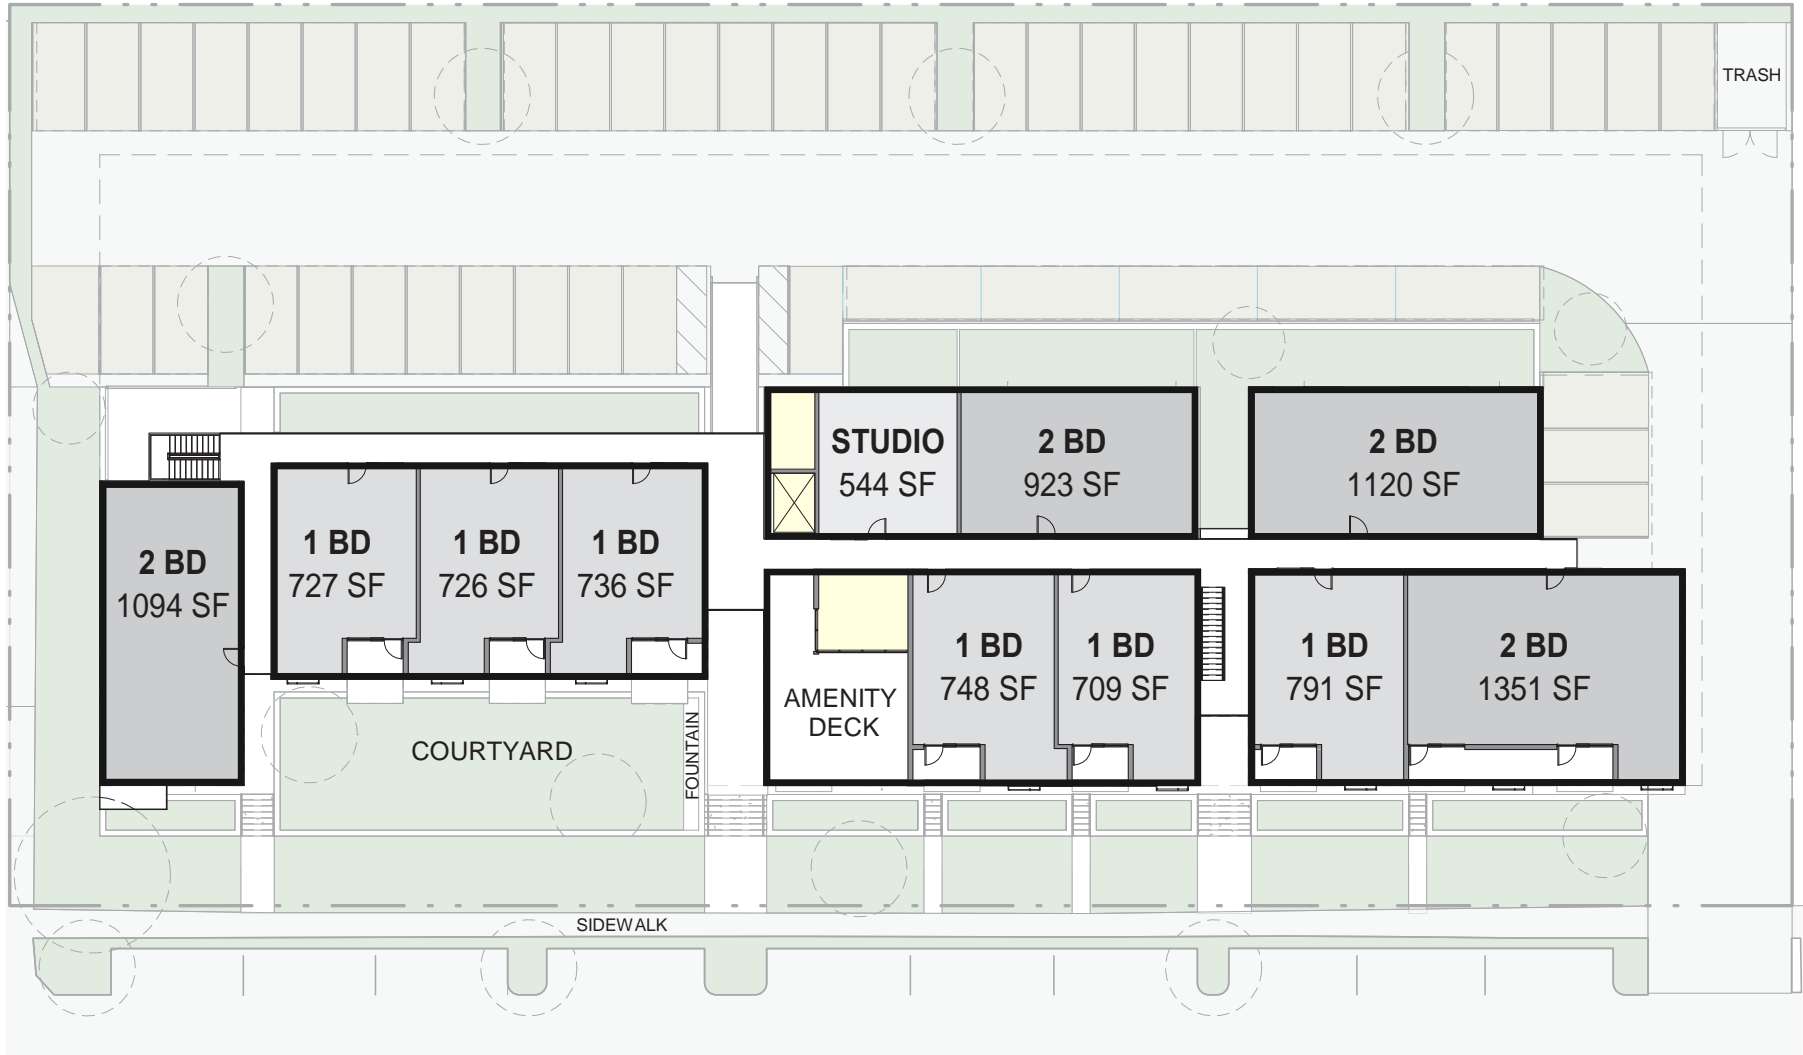 TRASH
STUDIO
544 SF
2 BD
923 SF
2 BD
1120 SF
2 BD
1094 SF
1 BD
727 SF
1 BD
726 SF
1 BD
736 SF
AMENITY
DECK
1 BD
748 SF
1 BD
709 SF
1 BD
791 SF
2 BD
1351 SF
COURTYARD
FOUNTAIN
SIDEWALK